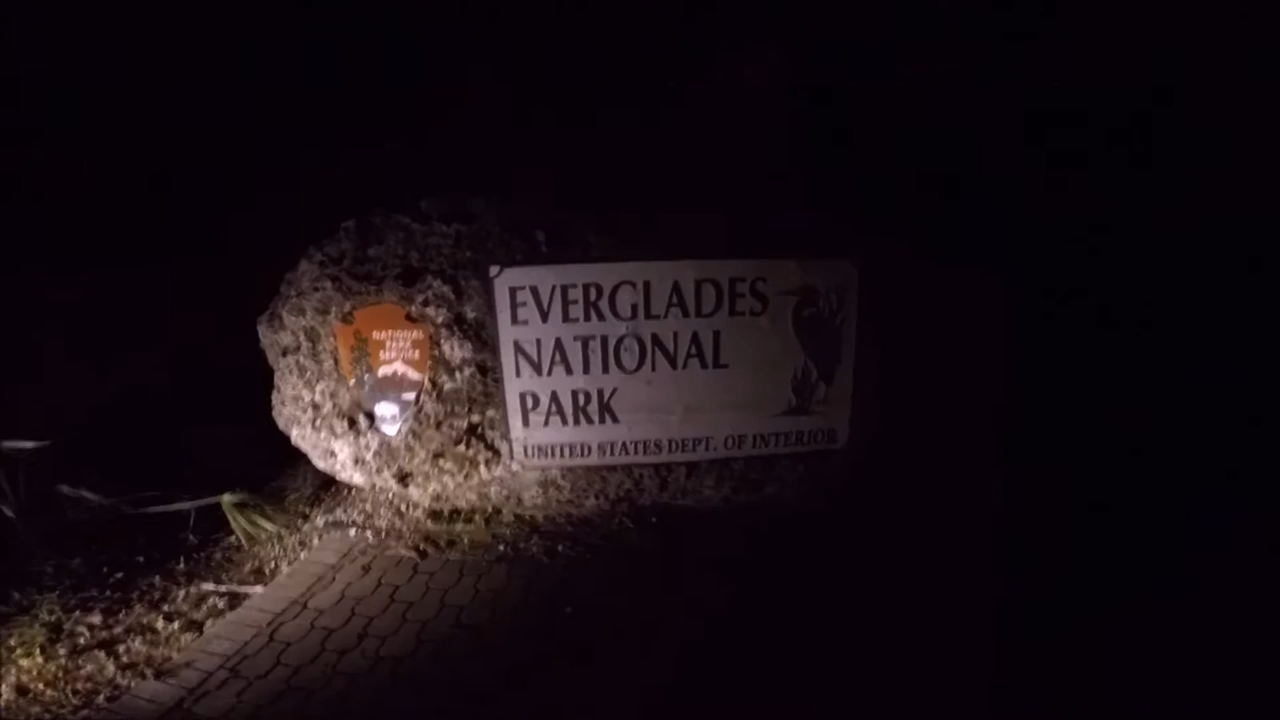 NATIONAL
PARK
SERVICE
EVERGLADES
NATIONAL
PARK
UNITED STATES DEPT. OF INTERIOR